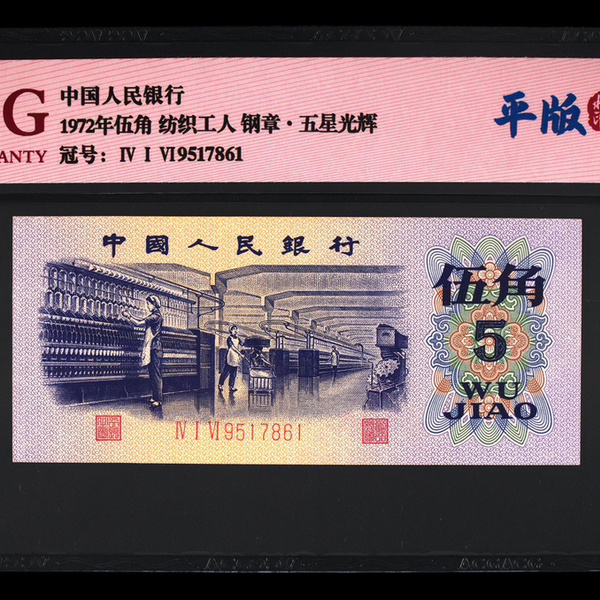 G
ANTY
中国人民银行
1972年伍角 纺织工人 钢章·五星光辉
冠号：Ⅳ Ⅰ Ⅵ9517861
平版
中國人民銀行
伍角
5
WU
JIAO
Ⅳ Ⅰ Ⅵ9517861